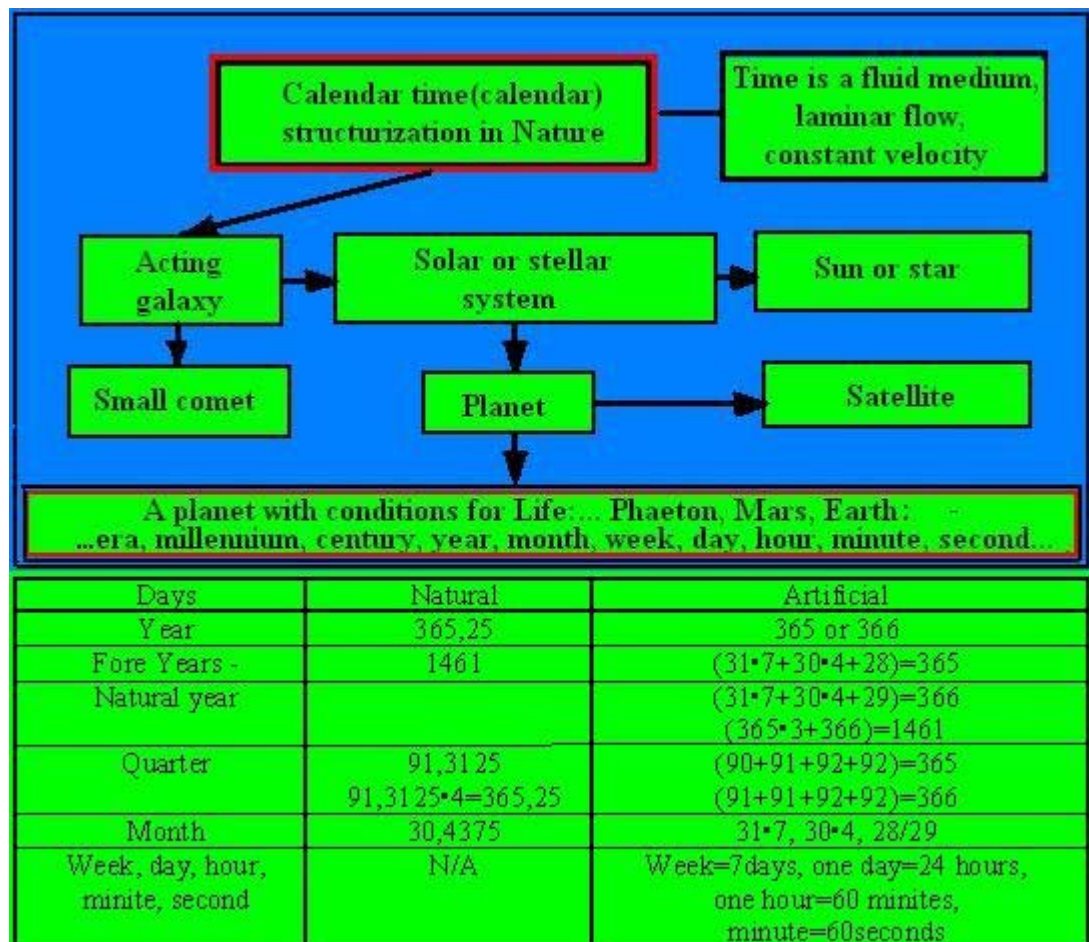 Calendar time(calendar)
structurization in Nature
Time is a fluid medium,
laminar flow,
constant velocity
Acting
galaxy
Solar or stellar
system
Sun or star
Small comet
Planet
Satellite
A planet with conditions for Life:... Phaeton, Mars, Earth: -
...era, millennium, century, year, month, week, day, hour, minute, second...
Days Natural Artificial
Year 365,25 365 or 366
Fore Years - 1461 (31▪7+30▪4+28)=365
Natural year (31▪7+30▪4+29)=366
(365▪3+366)=1461
Quarter 91,3125 (90+91+92+92)=365
91,3125▪4=365,25 (91+91+92+92)=366
Month 30,4375 31▪7, 30▪4, 28/29
Week, day, hour, N/A Week=7days, one day=24 hours,
minite, second one hour=60 minites,
minute=60seconds